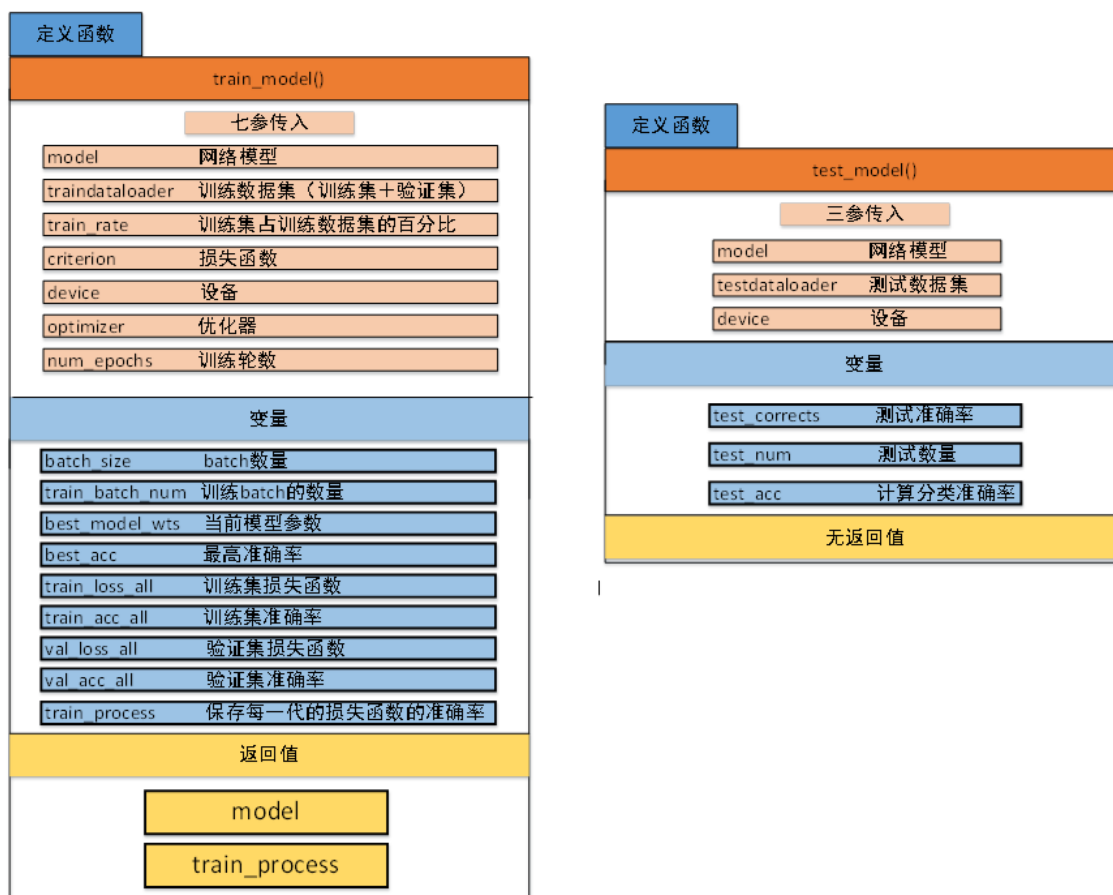 定义函数
train_model()
七参传入
model 网络模型
traindataloader 训练数据集（训练集+验证集）
train_rate 训练集占训练数据集的百分比
criterion 损失函数
device 设备
optimizer 优化器
num_epochs 训练轮数
变量
batch_size batch数量
train_batch_num 训练batch的数量
best_model_wts 当前模型参数
best_acc 最高准确率
train_loss_all 训练集损失函数
train_acc_all 训练集准确率
val_loss_all 验证集损失函数
val_acc_all 验证集准确率
train_process 保存每一代的损失函数的准确率
返回值
model
train_process
定义函数
test_model()
三参传入
model 网络模型
testdataloader 测试数据集
device 设备
变量
test_corrects 测试准确率
test_num 测试数量
test_acc 计算分类准确率
无返回值